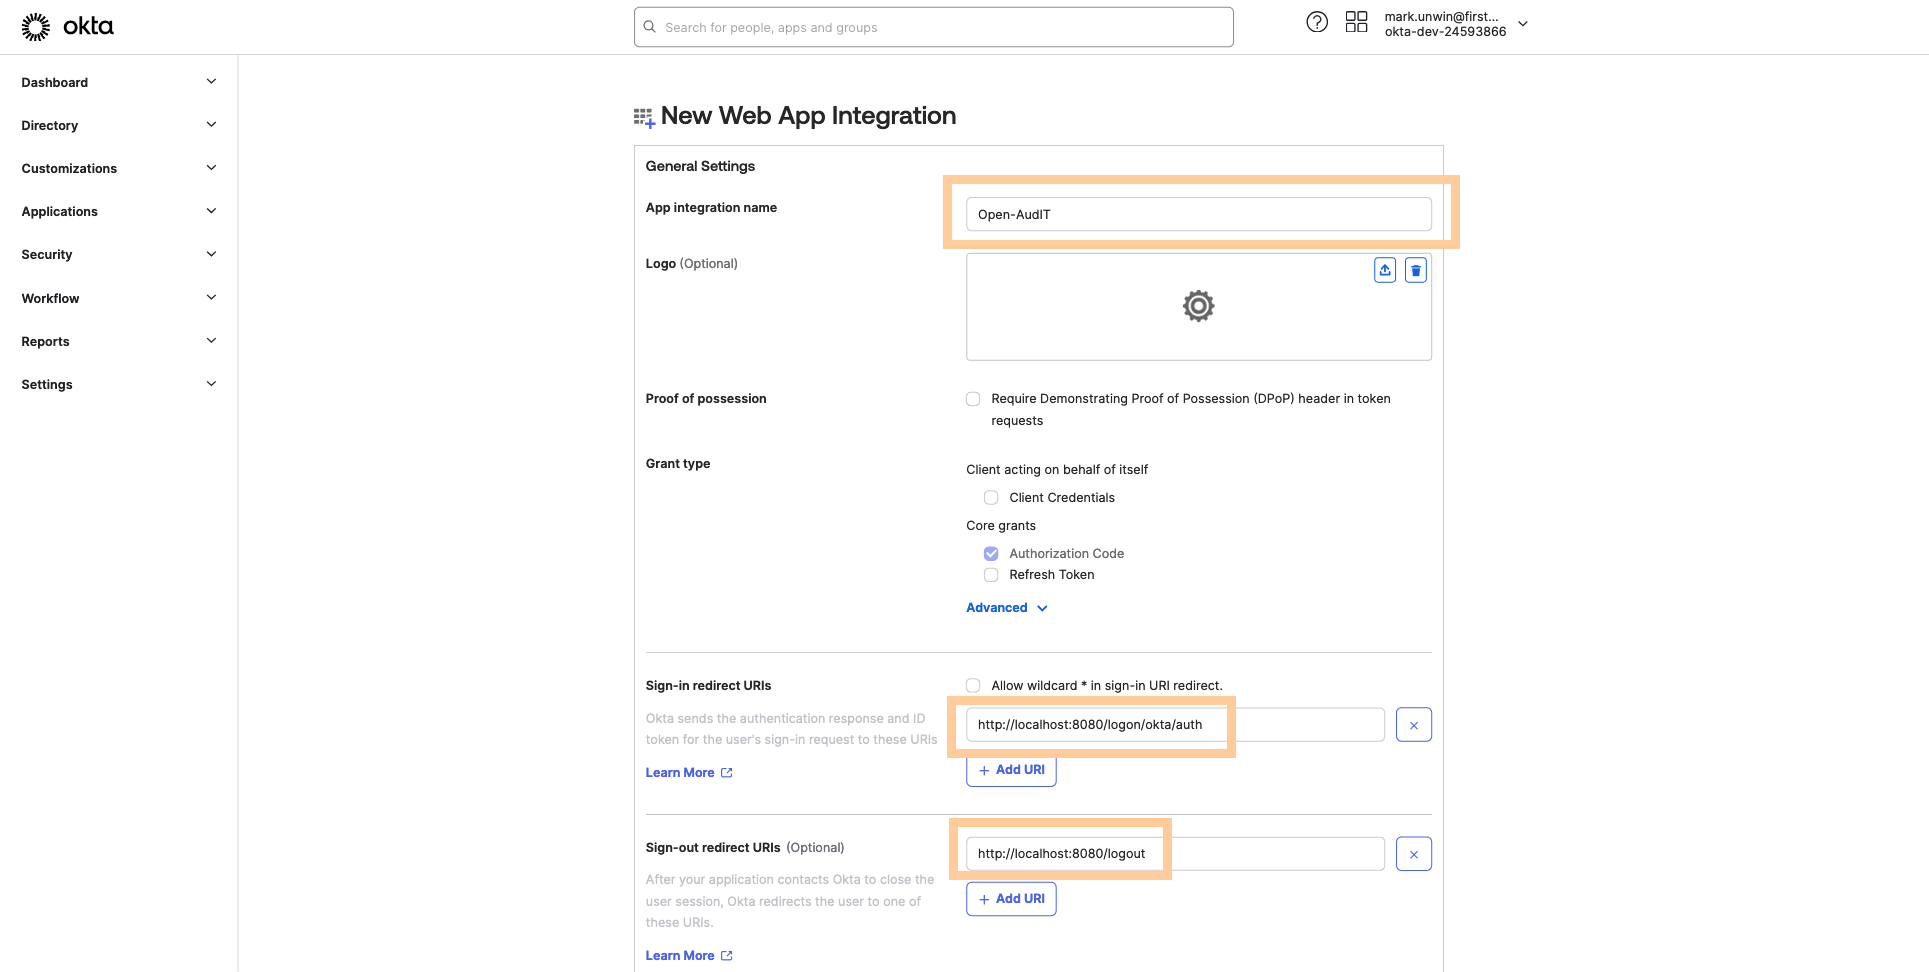 okta
Search for people, apps and groups
mark.unwin@first...
okta-dev-24593866
Dashboard
Directory
Customizations
Applications
Security
Workflow
Reports
Settings
New Web App Integration
General Settings
App integration name
Open-AudIT
Logo (Optional)
Proof of possession
Require Demonstrating Proof of Possession (DPoP) header in token
requests
Grant type
Client acting on behalf of itself
Client Credentials
Core grants
Authorization Code
Refresh Token
Advanced
Sign-in redirect URIs
Allow wildcard * in sign-in URI redirect.
Okta sends the authentication response and ID
token for the user's sign-in request to these URIs
http://localhost:8080/logon/okta/auth
+ Add URI
Learn More
Sign-out redirect URIs (Optional)
http://localhost:8080/logout
After your application contacts Okta to close the
user session, Okta redirects the user to one of
these URIs.
+ Add URI
Learn More